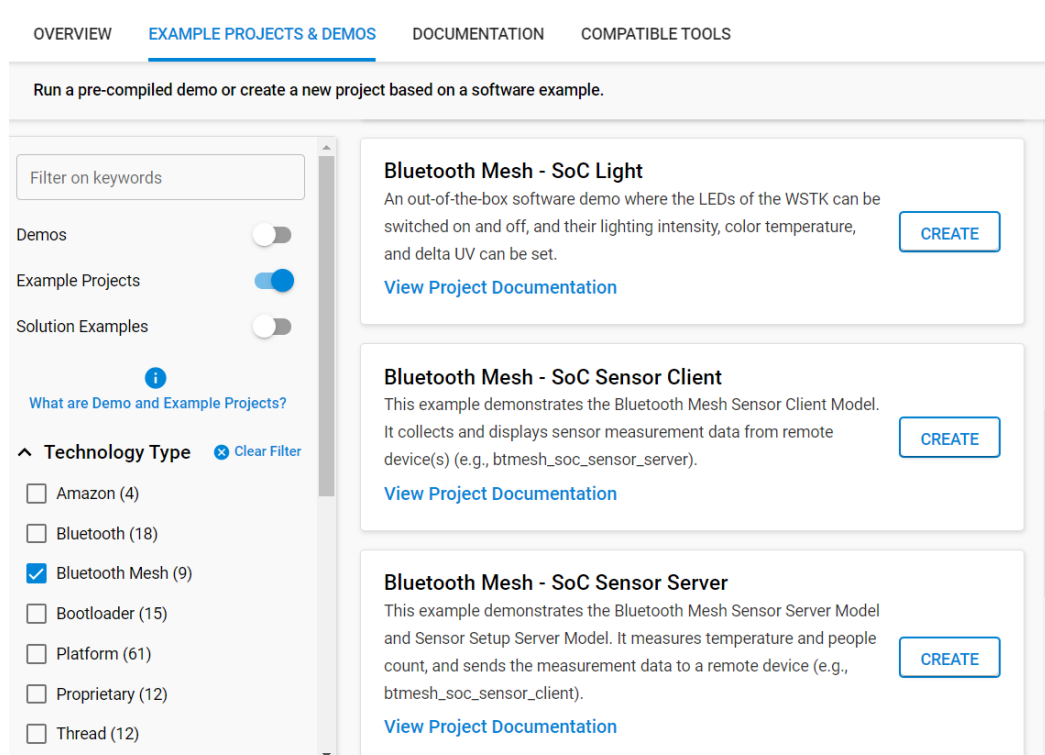 OVERVIEW EXAMPLE PROJECTS & DEMOS DOCUMENTATION COMPATIBLE TOOLS
Run a pre-compiled demo or create a new project based on a software example.
Filter on keywords
Demos
Example Projects
Solution Examples
What are Demo and Example Projects?
Technology Type Clear Filter
Amazon (4)
Bluetooth (18)
Bluetooth Mesh (9)
Bootloader (15)
Platform (61)
Proprietary (12)
Thread (12)
Bluetooth Mesh - SoC Light
An out-of-the-box software demo where the LEDs of the WSTK can be
switched on and off, and their lighting intensity, color temperature,
and delta UV can be set.
View Project Documentation
CREATE
Bluetooth Mesh - SoC Sensor Client
This example demonstrates the Bluetooth Mesh Sensor Client Model.
It collects and displays sensor measurement data from remote
device(s) (e.g., btmesh_soc_sensor_server).
View Project Documentation
CREATE
Bluetooth Mesh - SoC Sensor Server
This example demonstrates the Bluetooth Mesh Sensor Server Model
and Sensor Setup Server Model. It measures temperature and people
count, and sends the measurement data to a remote device (e.g.,
btmesh_soc_sensor_client).
View Project Documentation
CREATE